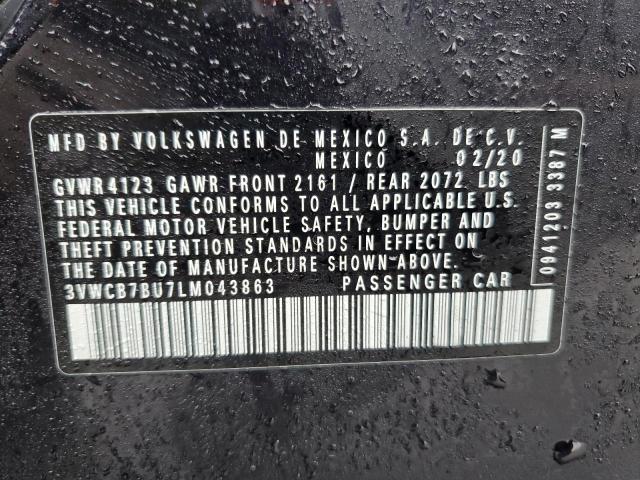 MFD BY VOLKSWAGEN DE MEXICO S.A. DE C.V.
MEXICO 02/20
GVWR 4123 GAWR FRONT 2161 / REAR 2072 LBS
THIS VEHICLE CONFORMS TO ALL APPLICABLE U.S.
FEDERAL MOTOR VEHICLE SAFETY, BUMPER AND
THEFT PREVENTION STANDARDS IN EFFECT ON
THE DATE OF MANUFACTURE SHOWN ABOVE.
3VWCB7BU7LM043863 PASSENGER CAR
0941203 3387 M